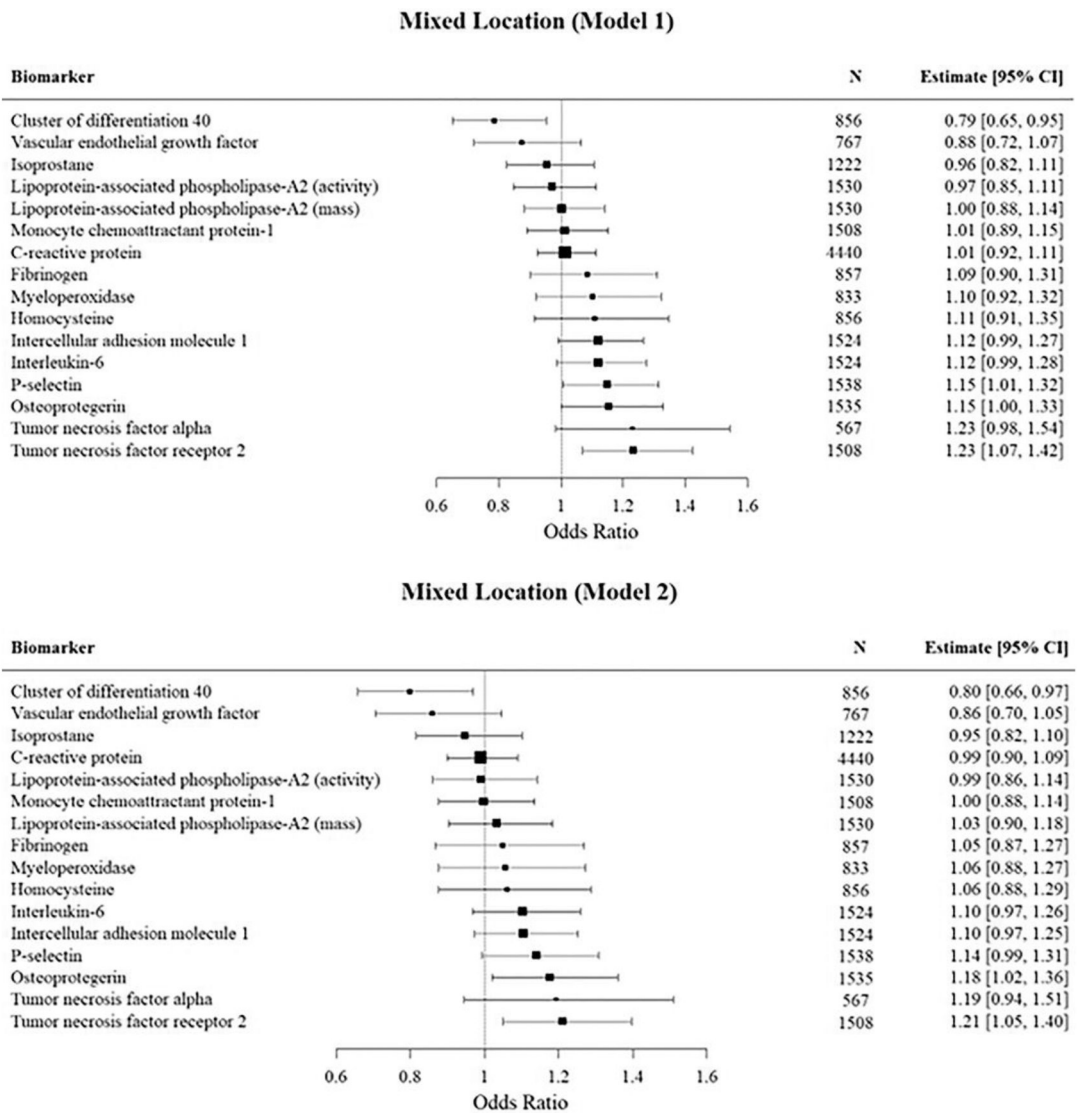 Mixed Location (Model 1)
Biomarker N Estimate [95% CI]
Cluster of differentiation 40 856 0.79 [0.65, 0.95]
Vascular endothelial growth factor 767 0.88 [0.72, 1.07]
Isoprostane 1222 0.96 [0.82, 1.11]
Lipoprotein-associated phospholipase-A2 (activity) 1530 0.97 [0.85, 1.11]
Lipoprotein-associated phospholipase-A2 (mass) 1530 1.00 [0.88, 1.14]
Monocyte chemoattractant protein-1 1508 1.01 [0.89, 1.15]
C-reactive protein 4440 1.01 [0.92, 1.11]
Fibrinogen 857 1.09 [0.90, 1.31]
Myeloperoxidase 833 1.10 [0.92, 1.32]
Homocysteine 856 1.11 [0.91, 1.35]
Intercellular adhesion molecule 1 1524 1.12 [0.99, 1.27]
Interleukin-6 1524 1.12 [0.99, 1.28]
P-selectin 1538 1.15 [1.01, 1.32]
Osteoprotegerin 1535 1.15 [1.00, 1.33]
Tumor necrosis factor alpha 567 1.23 [0.98, 1.54]
Tumor necrosis factor receptor 2 1508 1.23 [1.07, 1.42]
0.6 0.8 1 1.2 1.4 1.6
Odds Ratio
Mixed Location (Model 2)
Biomarker N Estimate [95% CI]
Cluster of differentiation 40 856 0.80 [0.66, 0.97]
Vascular endothelial growth factor 767 0.86 [0.70, 1.05]
Isoprostane 1222 0.95 [0.82, 1.10]
C-reactive protein 4440 0.99 [0.90, 1.09]
Lipoprotein-associated phospholipase-A2 (activity) 1530 0.99 [0.86, 1.14]
Monocyte chemoattractant protein-1 1508 1.00 [0.88, 1.14]
Lipoprotein-associated phospholipase-A2 (mass) 1530 1.03 [0.90, 1.18]
Fibrinogen 857 1.05 [0.87, 1.27]
Myeloperoxidase 833 1.06 [0.88, 1.27]
Homocysteine 856 1.06 [0.88, 1.29]
Interleukin-6 1524 1.10 [0.97, 1.26]
Intercellular adhesion molecule 1 1524 1.10 [0.97, 1.25]
P-selectin 1538 1.14 [0.99, 1.31]
Osteoprotegerin 1535 1.18 [1.02, 1.36]
Tumor necrosis factor alpha 567 1.19 [0.94, 1.51]
Tumor necrosis factor receptor 2 1508 1.21 [1.05, 1.40]
0.6 0.8 1 1.2 1.4 1.6
Odds Ratio